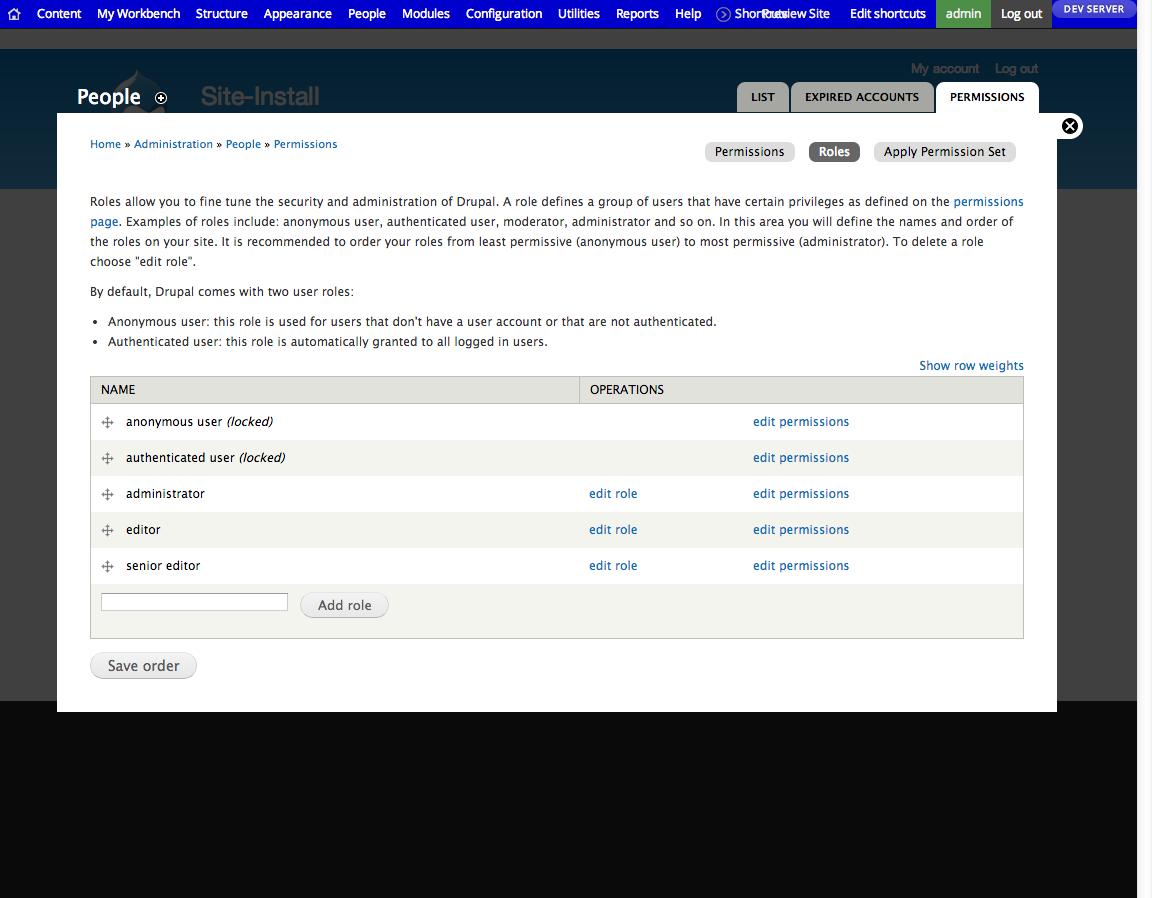 Content My Workbench Structure Appearance People Modules Configuration Utilities Reports Help Shortcuts Preview Site Edit shortcuts admin Log out DEV SERVER
My account Log out
People Site-Install LIST EXPIRED ACCOUNTS PERMISSIONS
Home » Administration » People » Permissions
Permissions Roles Apply Permission Set
Roles allow you to fine tune the security and administration of Drupal. A role defines a group of users that have certain privileges as defined on the permissions
page. Examples of roles include: anonymous user, authenticated user, moderator, administrator and so on. In this area you will define the names and order of
the roles on your site. It is recommended to order your roles from least permissive (anonymous user) to most permissive (administrator). To delete a role
choose "edit role".
By default, Drupal comes with two user roles:
• Anonymous user: this role is used for users that don't have a user account or that are not authenticated.
• Authenticated user: this role is automatically granted to all logged in users.
Show row weights
NAME OPERATIONS
anonymous user (locked) edit permissions
authenticated user (locked) edit permissions
administrator edit role edit permissions
editor edit role edit permissions
senior editor edit role edit permissions
Add role
Save order